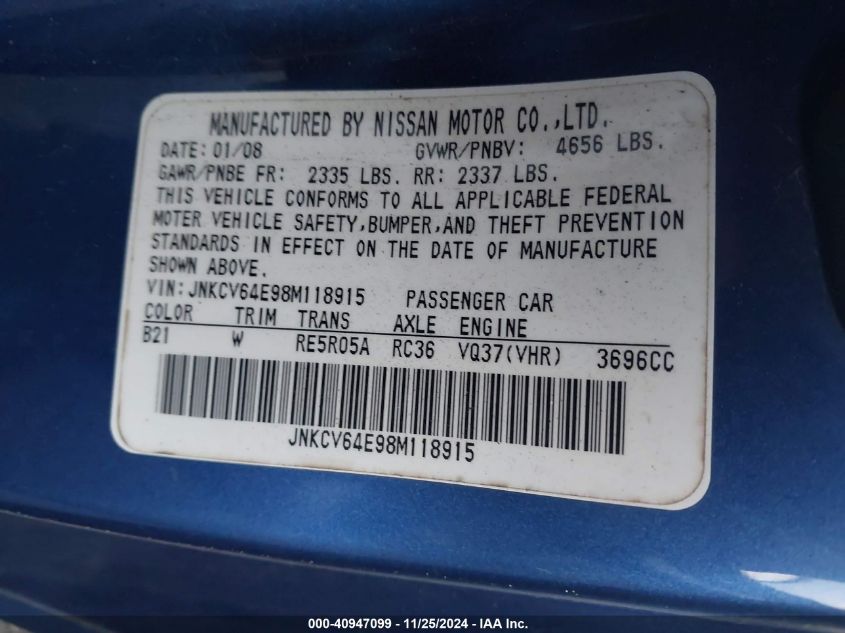 MANUFACTURED BY NISSAN MOTOR CO.,LTD.
DATE: 01/08 GVWR/PNBV: 4656 LBS.
GAWR/PNBE FR: 2335 LBS. RR: 2337 LBS.
THIS VEHICLE CONFORMS TO ALL APPLICABLE FEDERAL
MOTER VEHICLE SAFETY,BUMPER,AND THEFT PREVENTION
STANDARDS IN EFFECT ON THE DATE OF MANUFACTURE
SHOWN ABOVE.
VIN:JNKCV64E98M118915 PASSENGER CAR
COLOR TRIM TRANS AXLE ENGINE
B21 W RE5R05A RC36 VQ37(VHR) 3696CC
JNKCV64E98M118915
000-40947099 - 11/25/2024 - IAA Inc.